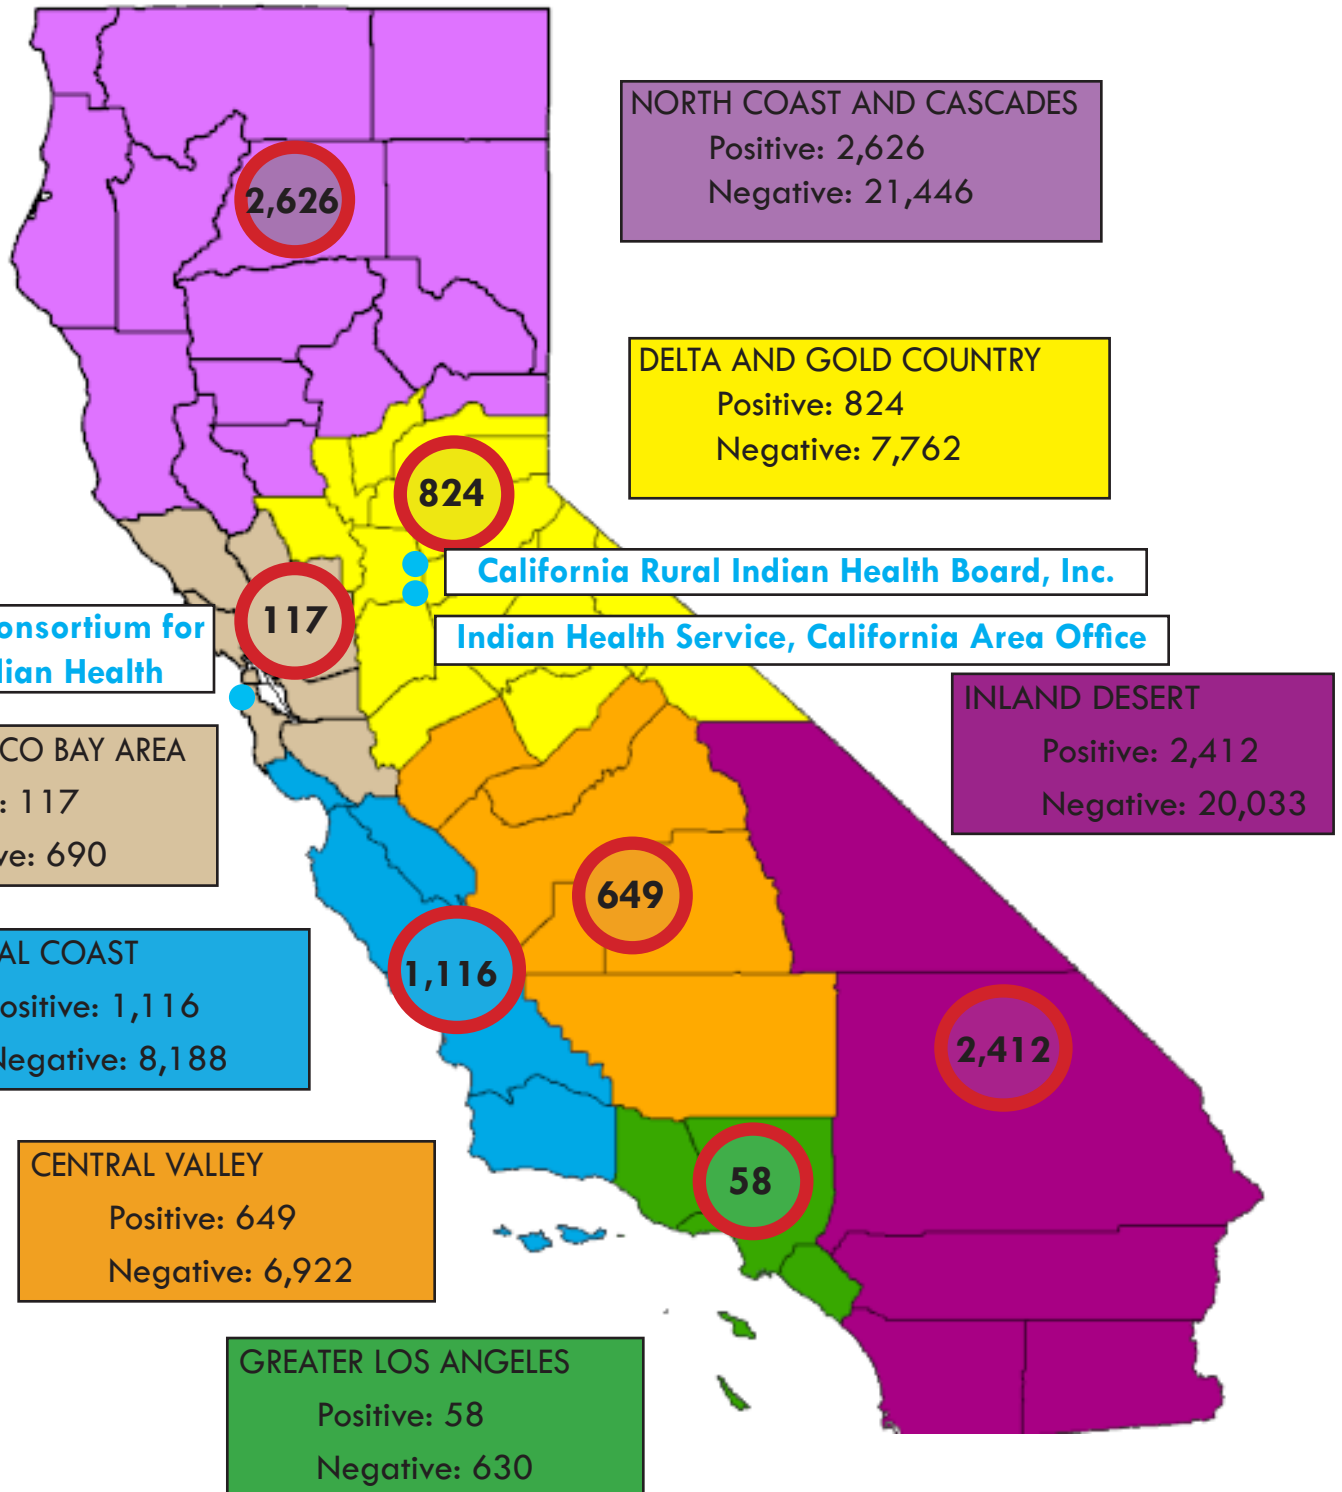 NORTH COAST AND CASCADES
Positive: 2,626
Negative: 21,446
2,626
DELTA AND GOLD COUNTRY
Positive: 824
Negative: 7,762
824
California Rural Indian Health Board, Inc.
117
onsortium for
dian Health
Indian Health Service, California Area Office
INLAND DESERT
Positive: 2,412
Negative: 20,033
CO BAY AREA
: 117
ve: 690
649
AL COAST
ositive: 1,116
Negative: 8,188
1,116
2,412
CENTRAL VALLEY
Positive: 649
Negative: 6,922
58
GREATER LOS ANGELES
Positive: 58
Negative: 630